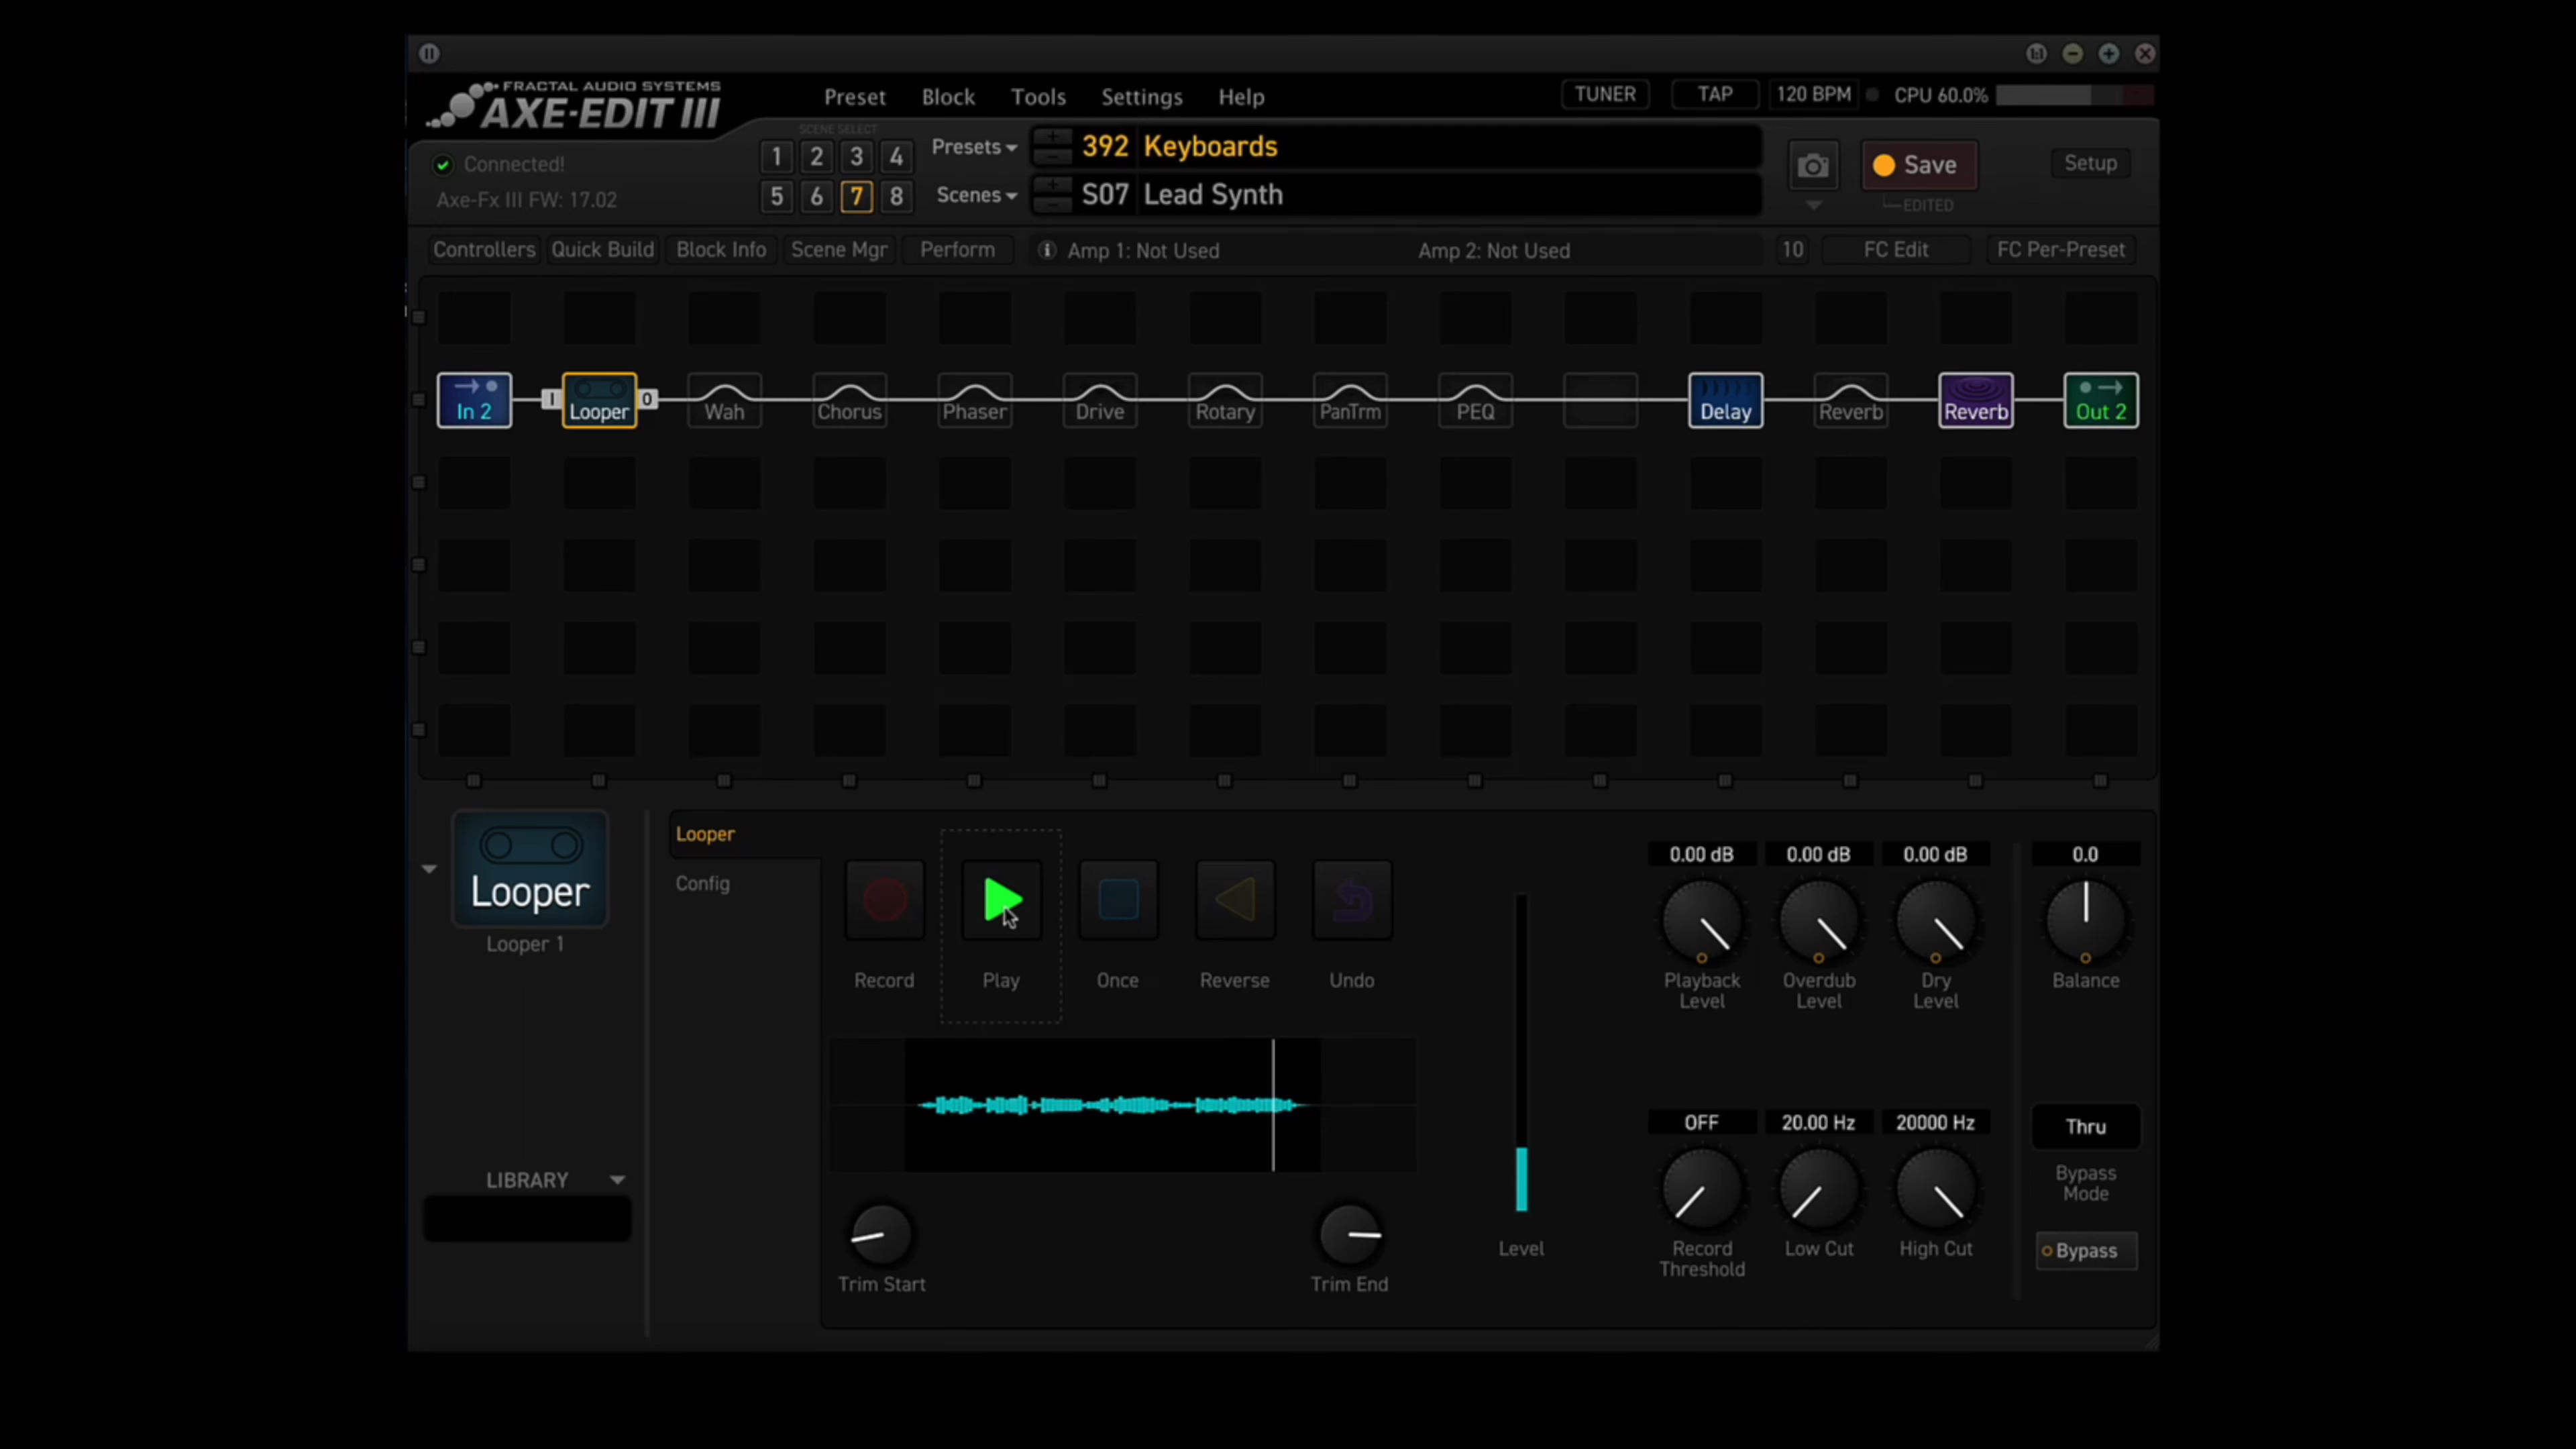 FRACTAL AUDIO SYSTEMS
AXE-EDIT III
Preset Block Tools Settings Help
TUNER TAP 120 BPM CPU 60.0%
SCENE SELECT
Connected!
Axe-Fx III FW: 17.02
1 2 3 4
5 6 7 8
Presets 392 Keyboards
Scenes S07 Lead Synth
Save
EDITED
Setup
Controllers Quick Build Block Info Scene Mgr Perform
Amp 1: Not Used Amp 2: Not Used
10 FC Edit FC Per-Preset
In 2 I Looper O Wah Chorus Phaser Drive Rotary PanTrm PEQ Delay Reverb Reverb Out 2
Looper
Looper 1
LIBRARY
Looper
Config
Record Play Once Reverse Undo
Trim Start Trim End
Level
0.00 dB 0.00 dB 0.00 dB 0.0
Playback Level
Overdub Level
Dry Level
Balance
OFF 20.00 Hz 20000 Hz Thru
Record Threshold
Low Cut
High Cut
Bypass Mode
Bypass